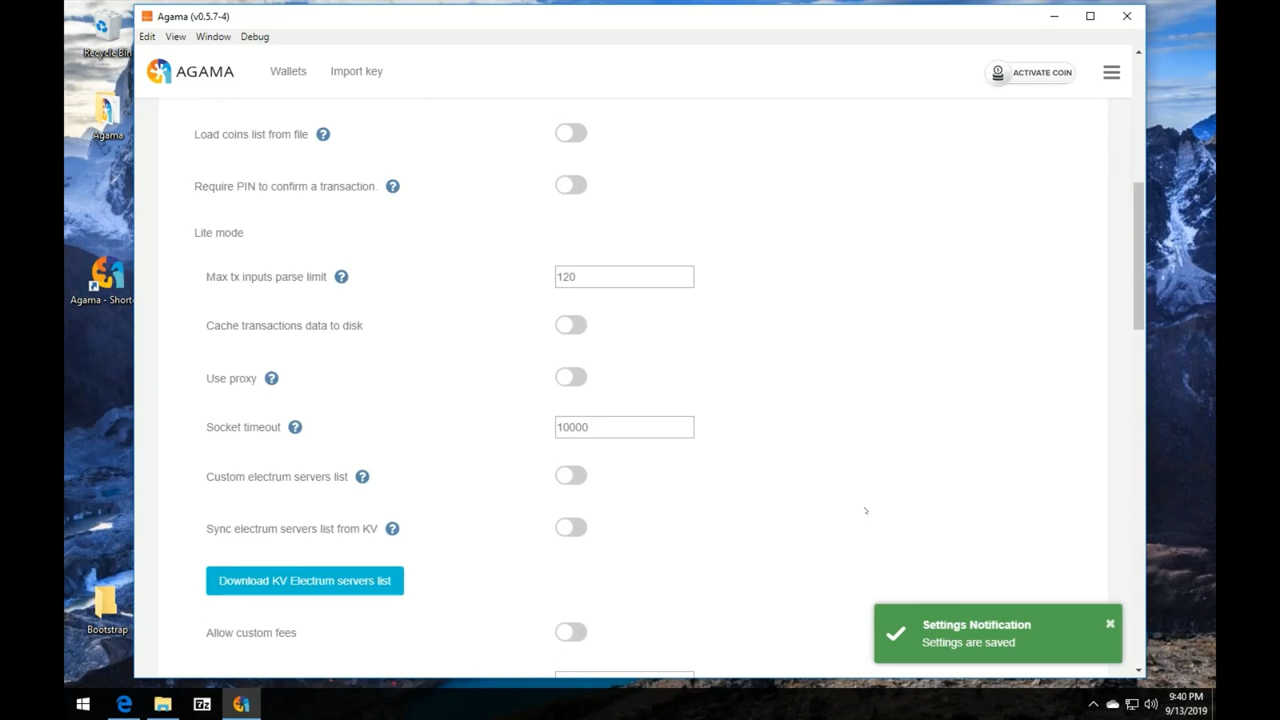 Recycle Bin
Agama (v0.5.7-4)
Edit View Window Debug
AGAMA Wallets Import key ACTIVATE COIN
Agama
Load coins list from file ?
Require PIN to confirm a transaction. ?
Lite mode
Max tx inputs parse limit ? 120
Agama - Short
Cache transactions data to disk
Use proxy ?
Socket timeout ? 10000
Custom electrum servers list ?
Sync electrum servers list from KV ?
Download KV Electrum servers list
Bootstrap
Allow custom fees
Settings Notification
Settings are saved
7z
9:40 PM
9/13/2019